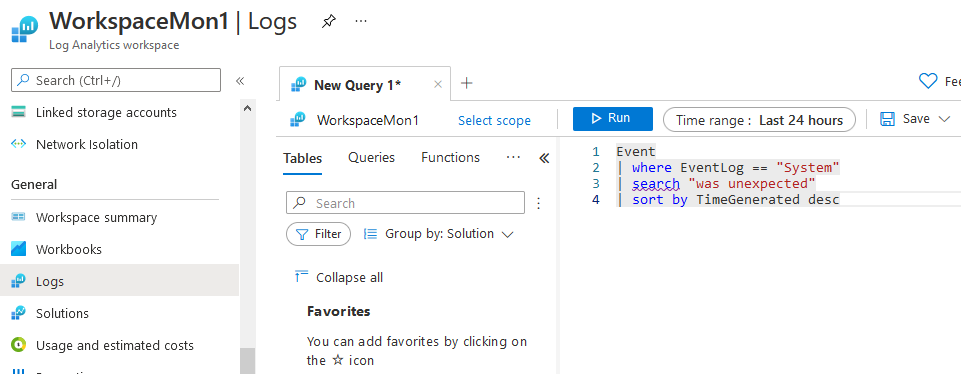 WorkspaceMon1 | Logs
Log Analytics workspace
Search (Ctrl+/)
Linked storage accounts
Network Isolation
General
Workspace summary
Workbooks
Logs
Solutions
Usage and estimated costs
New Query 1*
WorkspaceMon1
Select scope
Run
Time range : Last 24 hours
Save
Tables
Queries
Functions
Search
Filter
Group by: Solution
Collapse all
Favorites
You can add favorites by clicking on
the ☆ icon
1 Event
2 | where EventLog == "System"
3 | search "was unexpected"
4 | sort by TimeGenerated desc